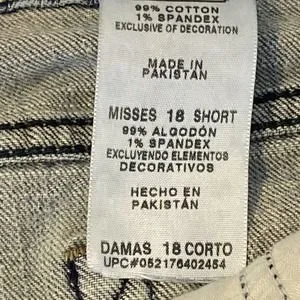 99% COTTON
1% SPANDEX
EXCLUSIVE OF DECORATION
MADE IN
PAKISTAN
MISSES 18 SHORT
99% ALGODÓN
1% SPANDEX
EXCLUYENDO ELEMENTOS
DECORATIVOS
HECHO EN
PAKISTÁN
DAMAS 18 CORTO
UPC#052176402454